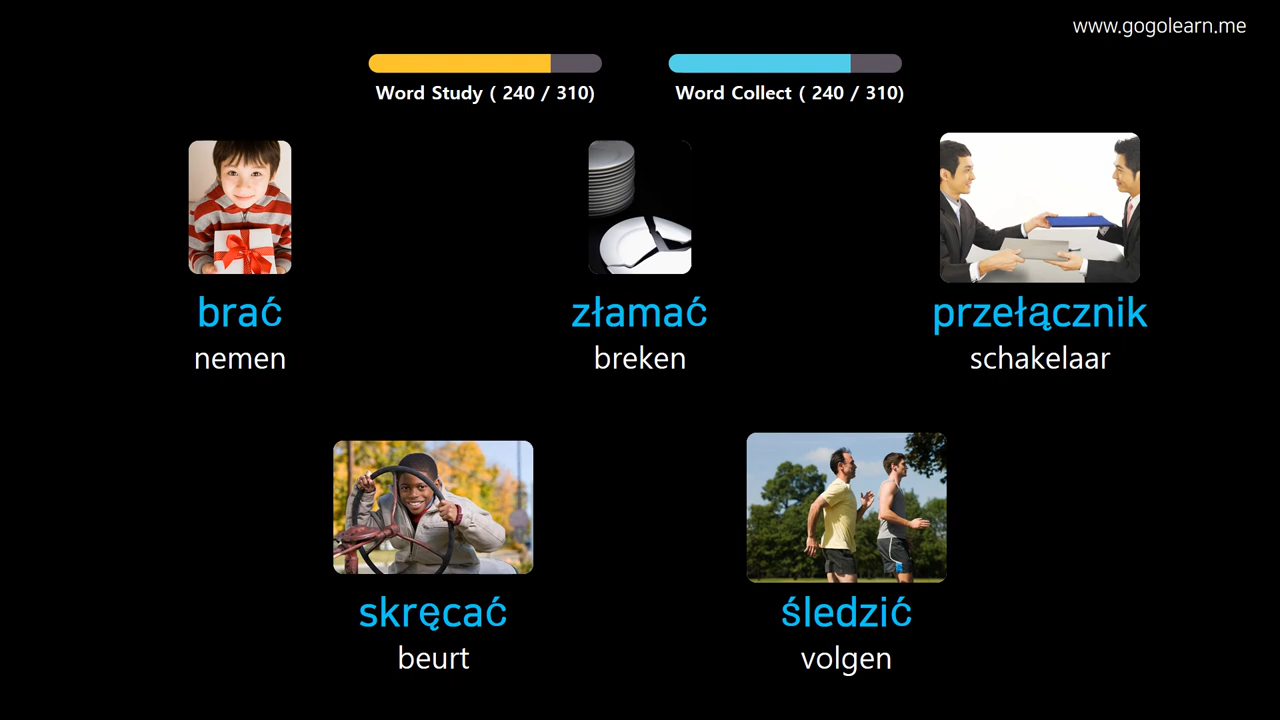 www.gogolearn.me
Word Study ( 240 / 310)
Word Collect ( 240 / 310)
brać
złamać
przełącznik
nemen
breken
schakelaar
skręcać
śledzić
beurt
volgen